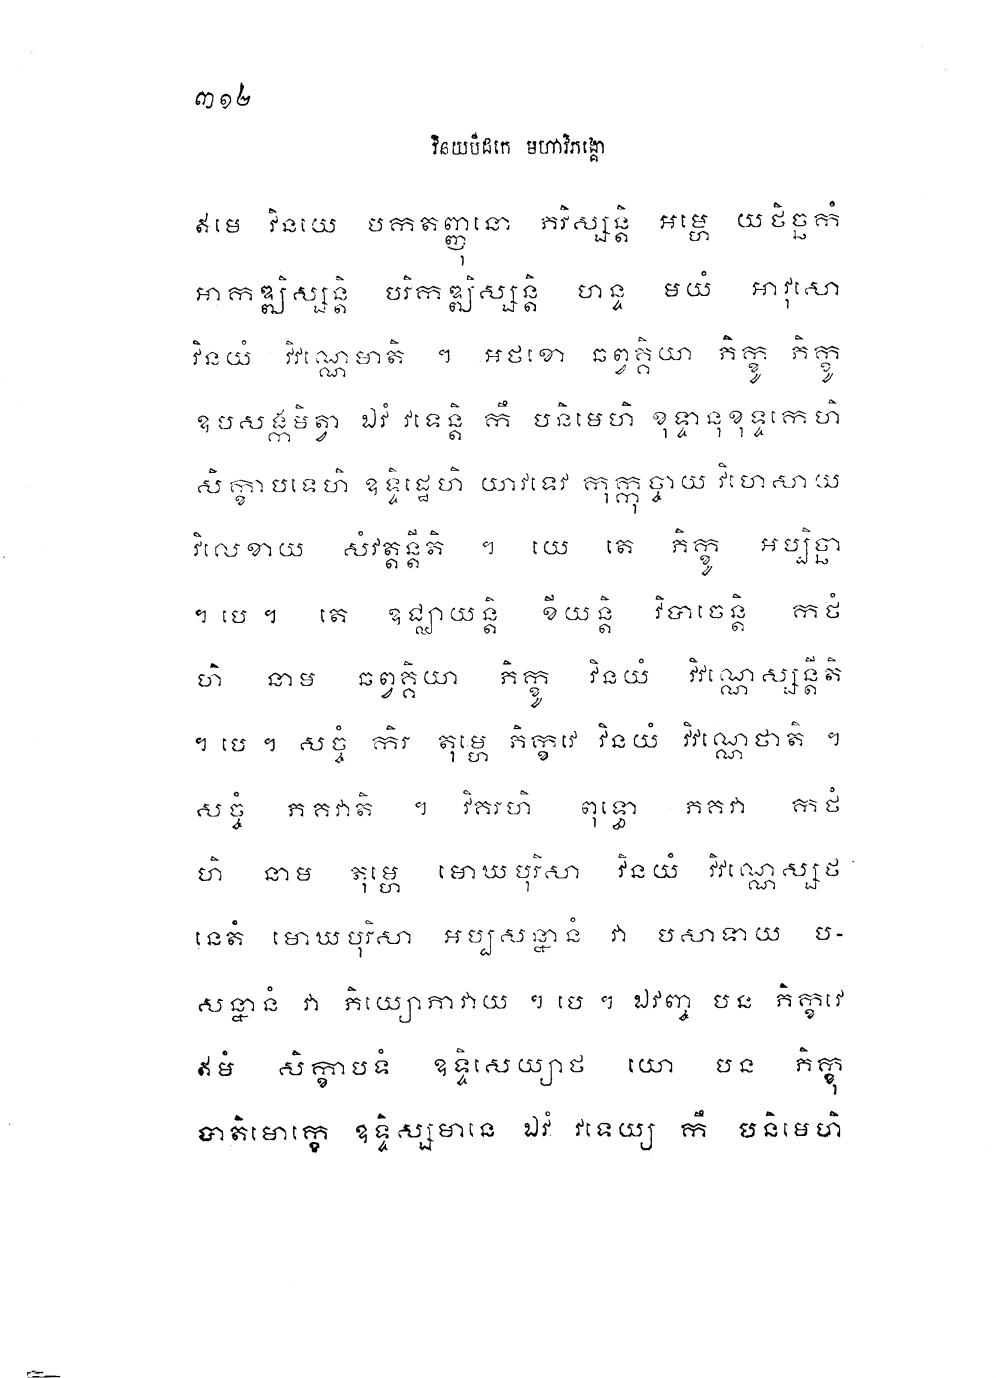 ៣១៤
វិនយបិដកេ មហាវិភង្គោ
ឥមេ វិនយេ បកតញ្ញុនោ ភវិស្សន្តិ អម្ហេ យថិច្ឆកំ
អាកឌ្ឍិស្សន្តិ បរិកឌ្ឍិស្សន្តិ ហន្ទ មយំ អាវុសោ
វិនយំ វិវណ្ណេមាតិ ។ អថខោ ឆព្វគ្គិយា ភិក្ខូ ភិក្ខូ
ឧបសង្កមិត្វា ឯវំ វទេន្តិ កឹ បនិមេហិ ខុទ្ទានុខុទ្ទកេហិ
សិក្ខាបទេហិ ឧទ្ទិដ្ឋេហិ យាវទេវ កុក្កុច្ចាយ វិហេសាយ
វិលេខាយ សំវត្តន្តីតិ ។ យេ តេ ភិក្ខូ អប្បិច្ឆា
។ បេ ។ តេ ឧជ្ឈាយន្តិ ខីយន្តិ វិបាចេន្តិ កថំ
ហិ នាម ឆព្វគ្គិយា ភិក្ខូ វិនយំ វិវណ្ណេស្សន្តីតិ
។ បេ ។ សច្ចំ កិរ តុម្ហេ ភិក្ខវេ វិនយំ វិវណ្ណេថាតិ ។
សច្ចំ ភគវាតិ ។ វិគរហិ ពុទ្ធោ ភគវា កថំ
ហិ នាម តុម្ហេ មោឃបុរិសា វិនយំ វិវណ្ណេស្សថ
នេតំ មោឃបុរិសា អប្បសន្នានំ វា បសាទាយ ប-
សន្នានំ វា ភិយ្យោភាវាយ ។ បេ ។ ឯវញ្ច បន ភិក្ខវេ
ឥមំ សិក្ខាបទំ ឧទ្ទិសេយ្យាថ យោ បន ភិក្ខុ
បាតិមោក្ខេ ឧទ្ទិស្សមានេ ឯវំ វទេយ្យ កឹ បនិមេហិ